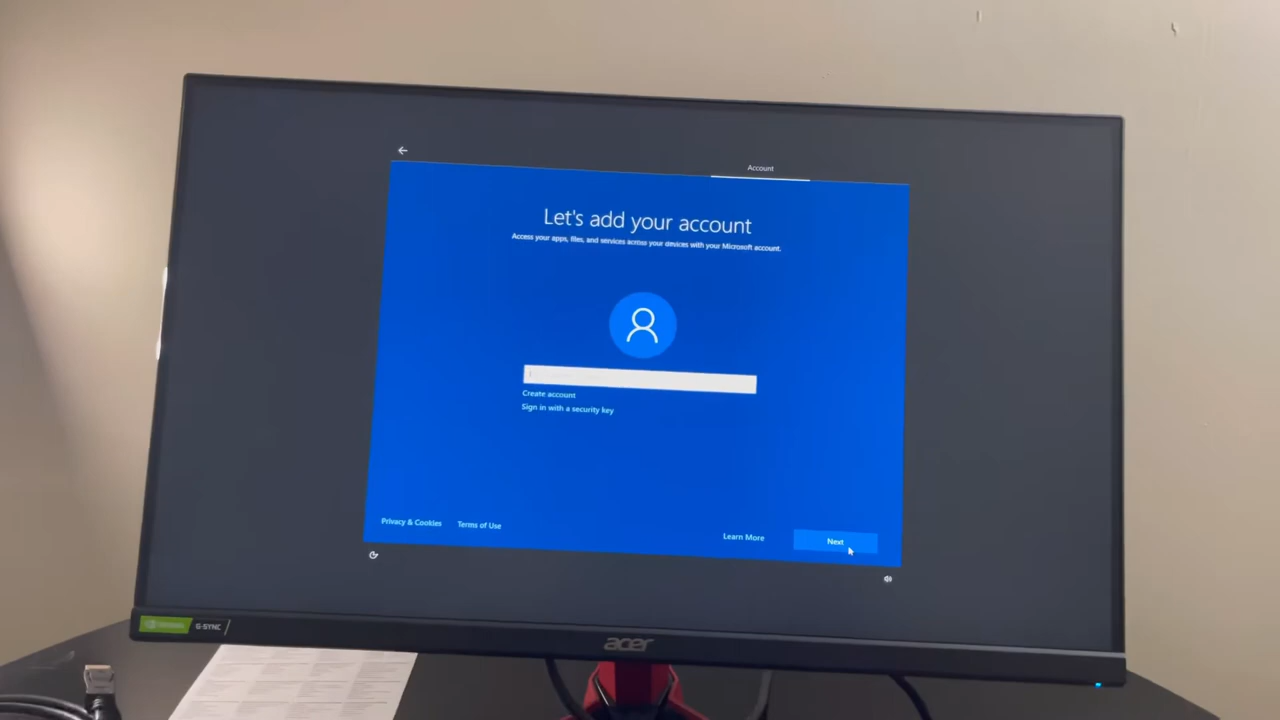 Account
Let's add your account
Access your apps, files, and services across your devices with your Microsoft account.
Create account
Sign in with a security key
Privacy & Cookies
Terms of Use
Learn More
Next
G-SYNC
acer